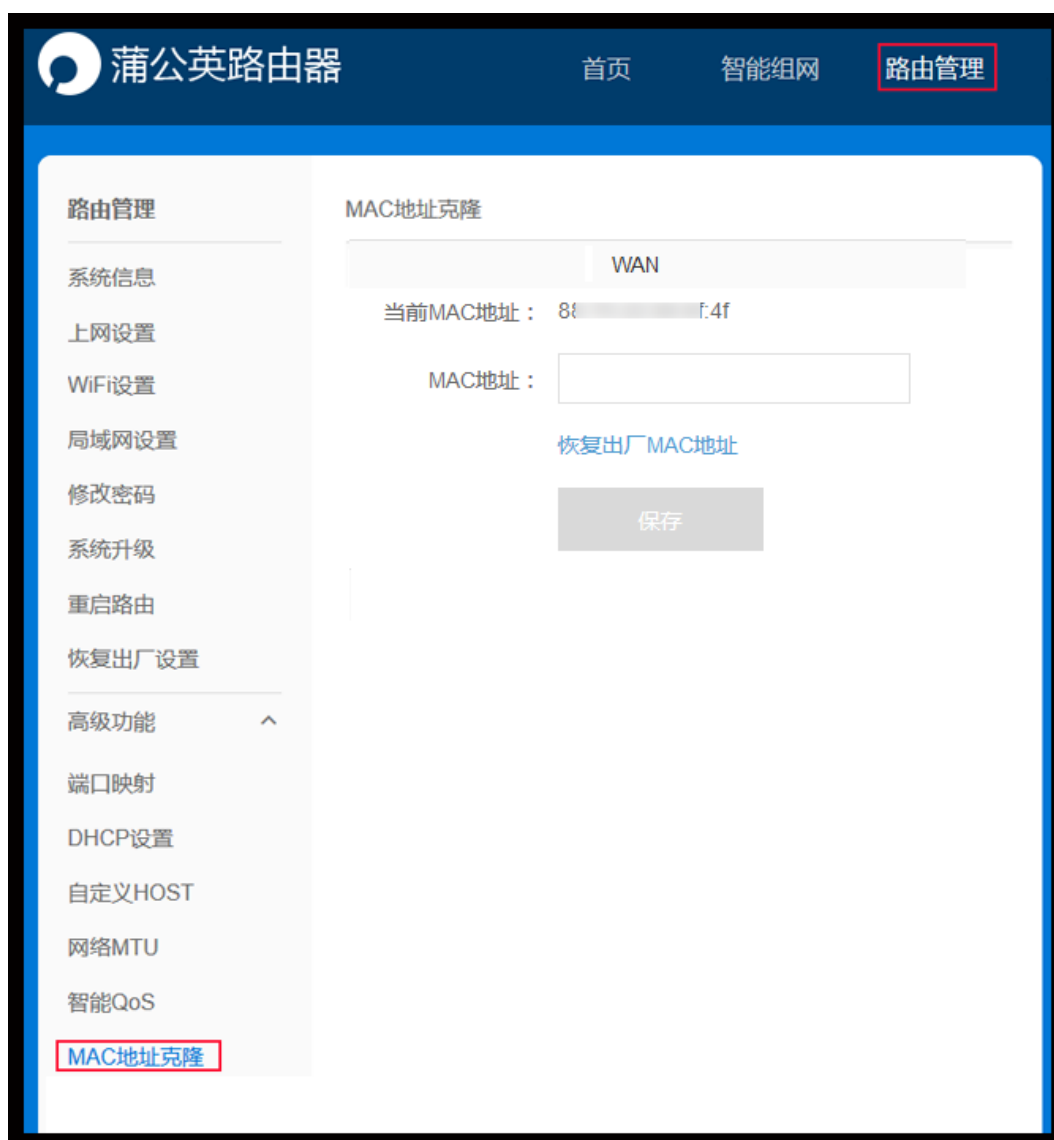 蒲公英路由器
首页
智能组网
路由管理
路由管理
系统信息
上网设置
WiFi设置
局域网设置
修改密码
系统升级
重启路由
恢复出厂设置
高级功能
端口映射
DHCP设置
自定义HOST
网络MTU
智能QoS
MAC地址克隆
MAC地址克隆
WAN
当前MAC地址： 88 f:4f
MAC地址：
恢复出厂MAC地址
保存